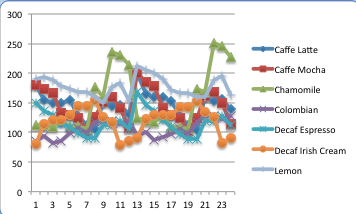 300
250
200
150
100
50
0
1 3 5 7 9 11 13 15 17 19 21 23
Caffe Latte
Caffe Mocha
Chamomile
Colombian
Decaf Espresso
Decaf Irish Cream
Lemon